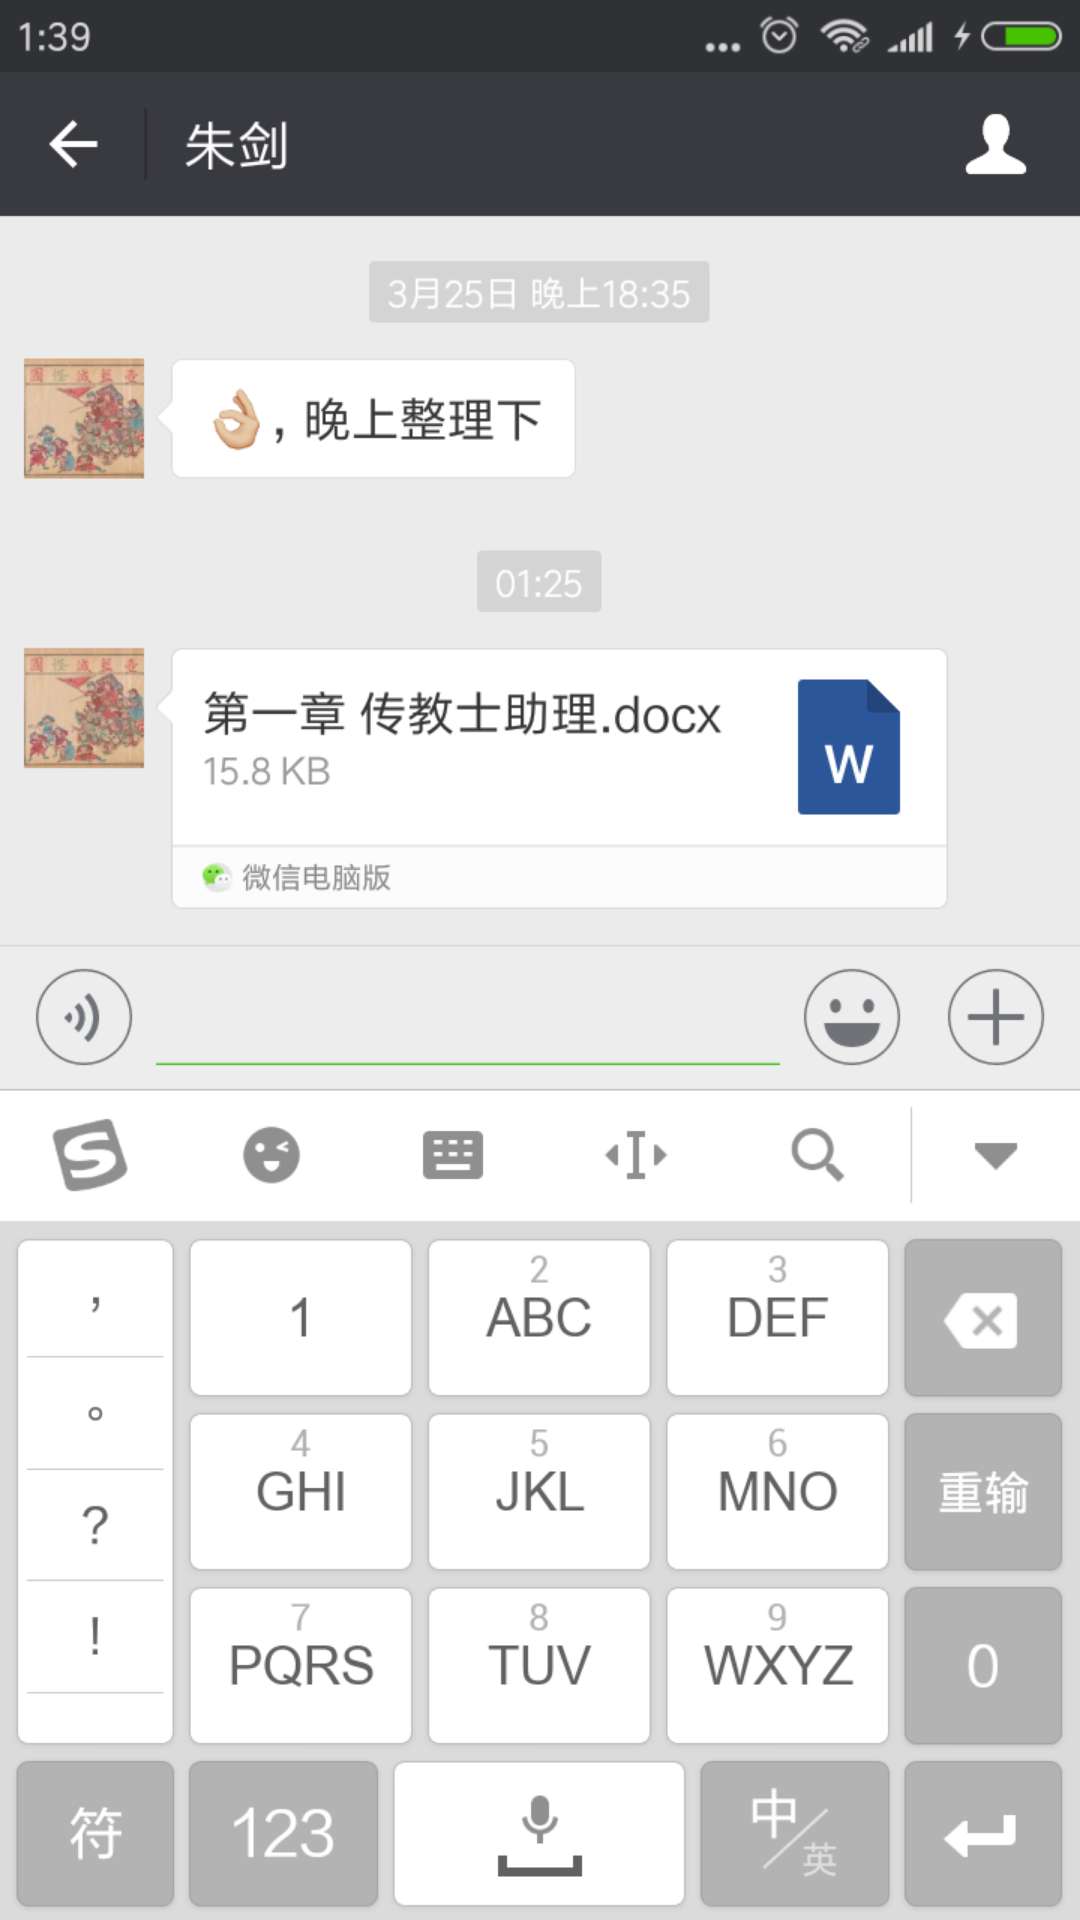 1:39
朱剑
3月25日 晚上18:35
👌🏼, 晚上整理下
01:25
第一章 传教士助理.docx
15.8 KB
W
微信电脑版
S
,
1
2
ABC
3
DEF
。
4
GHI
5
JKL
6
MNO
重输
?
!
7
PQRS
8
TUV
9
WXYZ
0
符
123
中/英